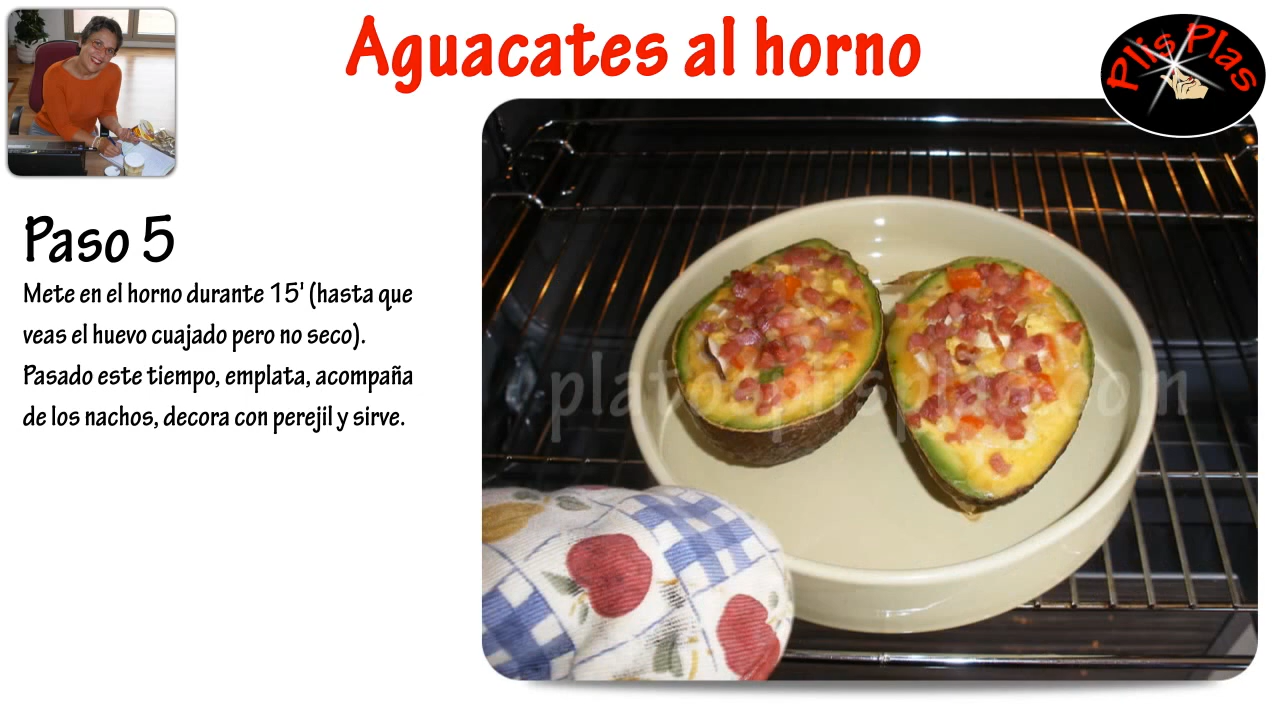 Aguacates al horno
Plis Plas
Paso 5
Mete en el horno durante 15' (hasta que
veas el huevo cuajado pero no seco).
Pasado este tiempo, emplata, acompaña
de los nachos, decora con perejil y sirve.
platosplisplas.com